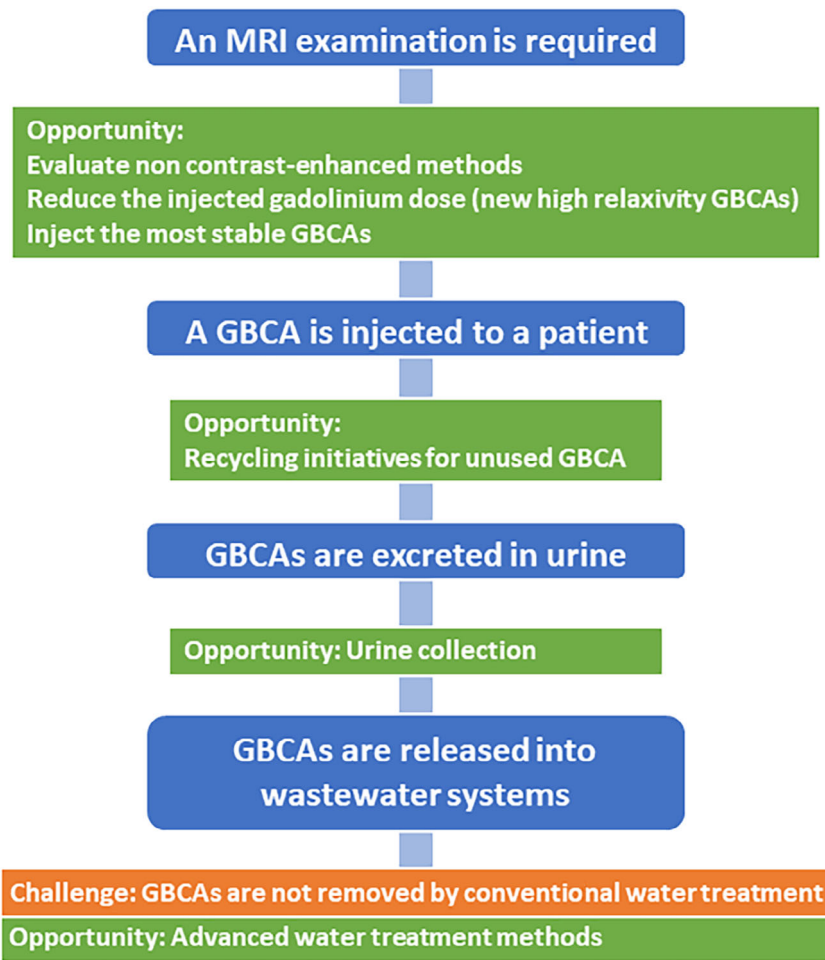 An MRI examination is required
Opportunity:
Evaluate non contrast-enhanced methods
Reduce the injected gadolinium dose (new high relaxivity GBCAs)
Inject the most stable GBCAs
A GBCA is injected to a patient
Opportunity:
Recycling initiatives for unused GBCA
GBCAs are excreted in urine
Opportunity: Urine collection
GBCAs are released into
wastewater systems
Challenge: GBCAs are not removed by conventional water treatment
Opportunity: Advanced water treatment methods